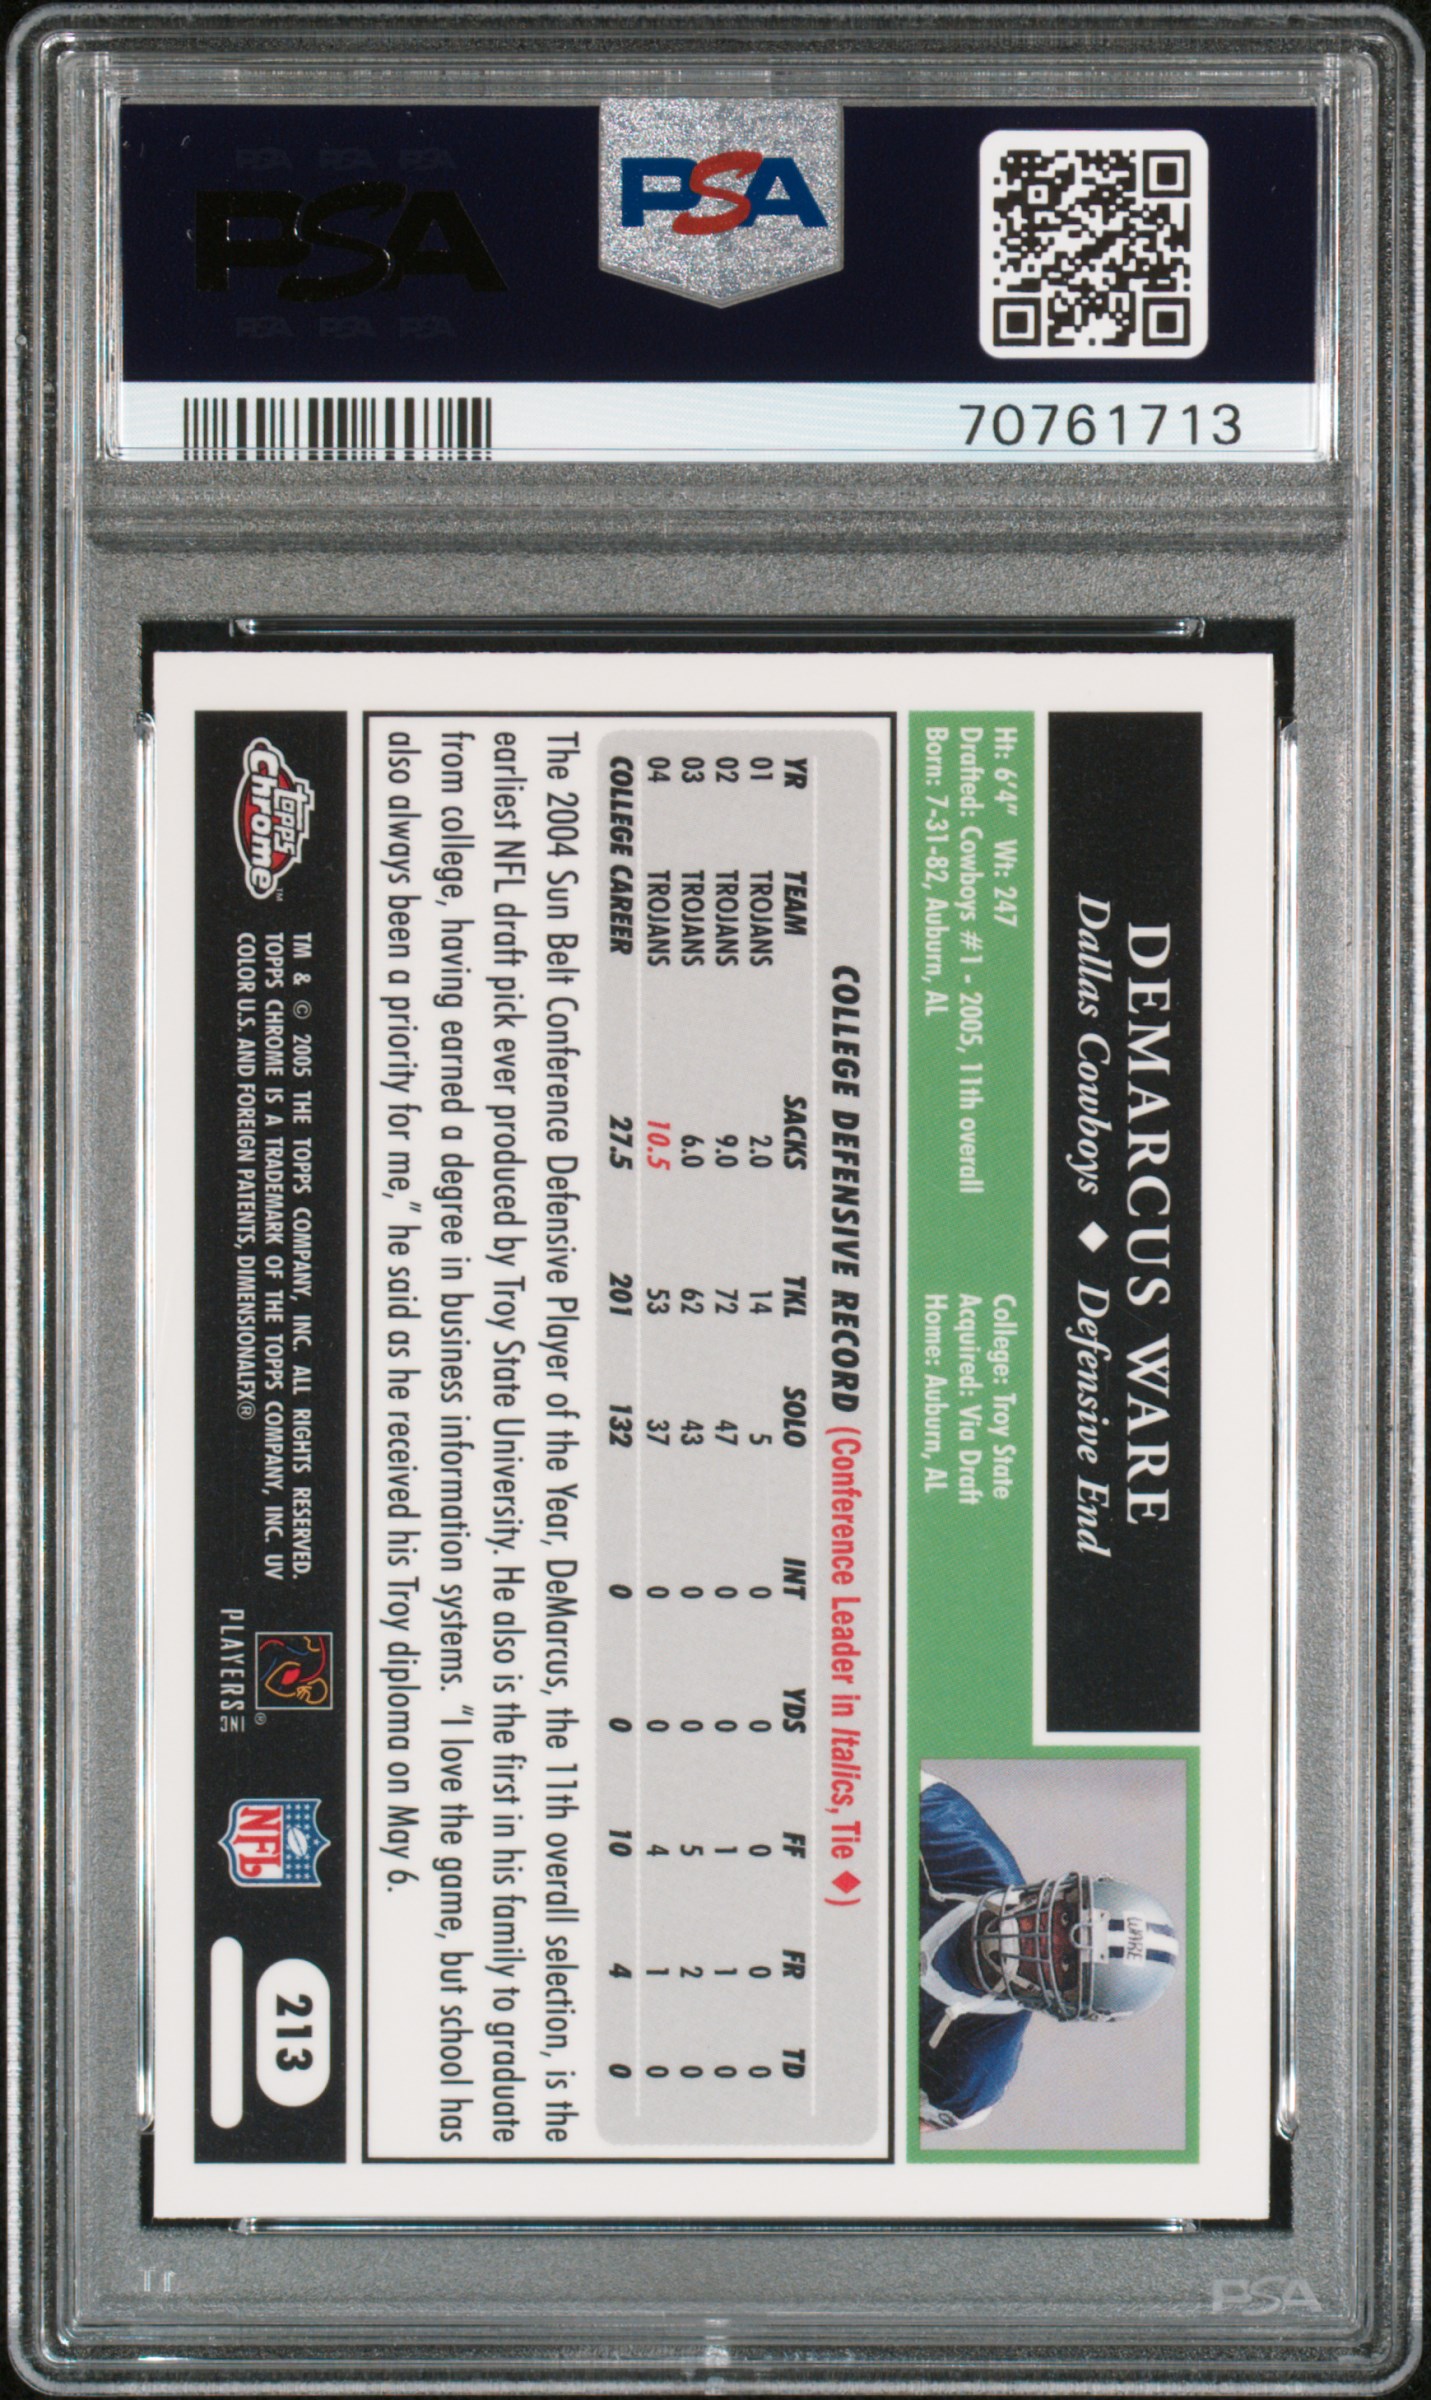 PSA PSA PSA
PSA
PSA PSA PSA
PSA
70761713
DEMARCUS WARE
Dallas Cowboys ♦ Defensive End
Ht: 6'4" Wt: 247 College: Troy State
Drafted: Cowboys #1 - 2005, 11th overall Acquired: Via Draft
Born: 7-31-82, Auburn, AL Home: Auburn, AL
WARE
COLLEGE DEFENSIVE RECORD (Conference Leader in Italics, Tie ♦)
YR TEAM SACKS TKL SOLO INT YDS FF FR TD
01 TROJANS 2.0 14 5 0 0 0 0 0
02 TROJANS 9.0 72 47 0 0 1 1 0
03 TROJANS 6.0 62 43 0 0 5 2 0
04 TROJANS 10.5 53 37 0 0 4 1 0
COLLEGE CAREER 27.5 201 132 0 0 10 4 0
The 2004 Sun Belt Conference Defensive Player of the Year, DeMarcus, the 11th overall selection, is the
earliest NFL draft pick ever produced by Troy State University. He also is the first in his family to graduate
from college, having earned a degree in business information systems. "I love the game, but school has
also always been a priority for me," he said as he received his Troy diploma on May 6.
Topps Chrome™
TM & © 2005 THE TOPPS COMPANY, INC. ALL RIGHTS RESERVED.
TOPPS CHROME IS A TRADEMARK OF THE TOPPS COMPANY, INC. UV
COLOR U.S. AND FOREIGN PATENTS, DIMENSIONALFX®
®
PLAYERS INC
NFL
213
PSA